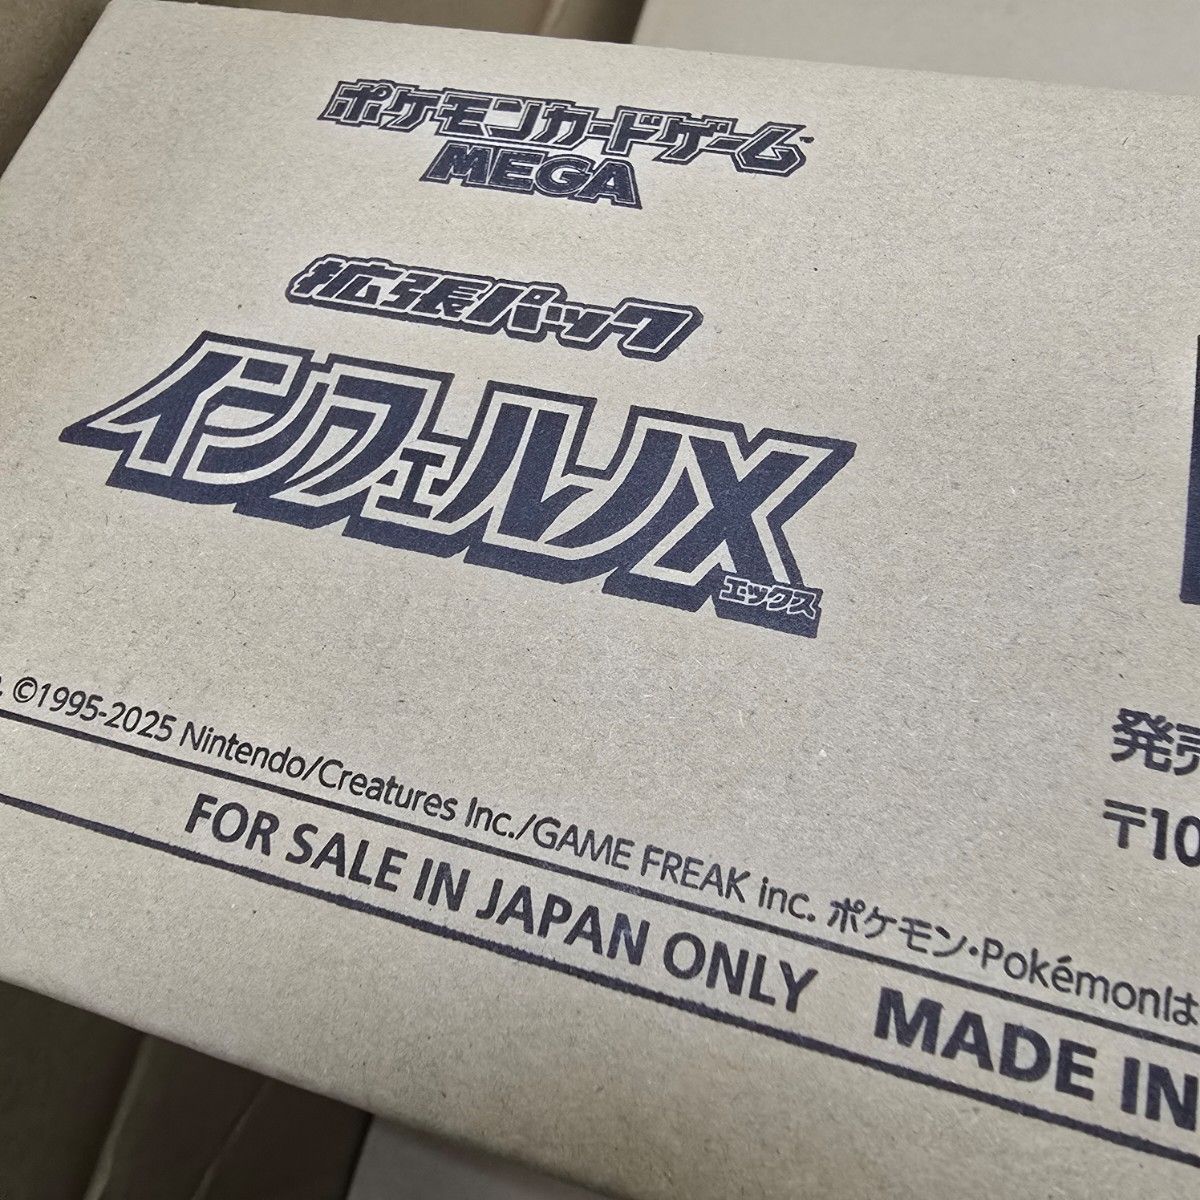 ポケモンカードゲーム
MEGA
拡張パック
インフェルノX
エックス
©1995-2025 Nintendo/Creatures Inc./GAME FREAK inc. ポケモン・Pokémonは
発売
〒10
FOR SALE IN JAPAN ONLY MADE IN